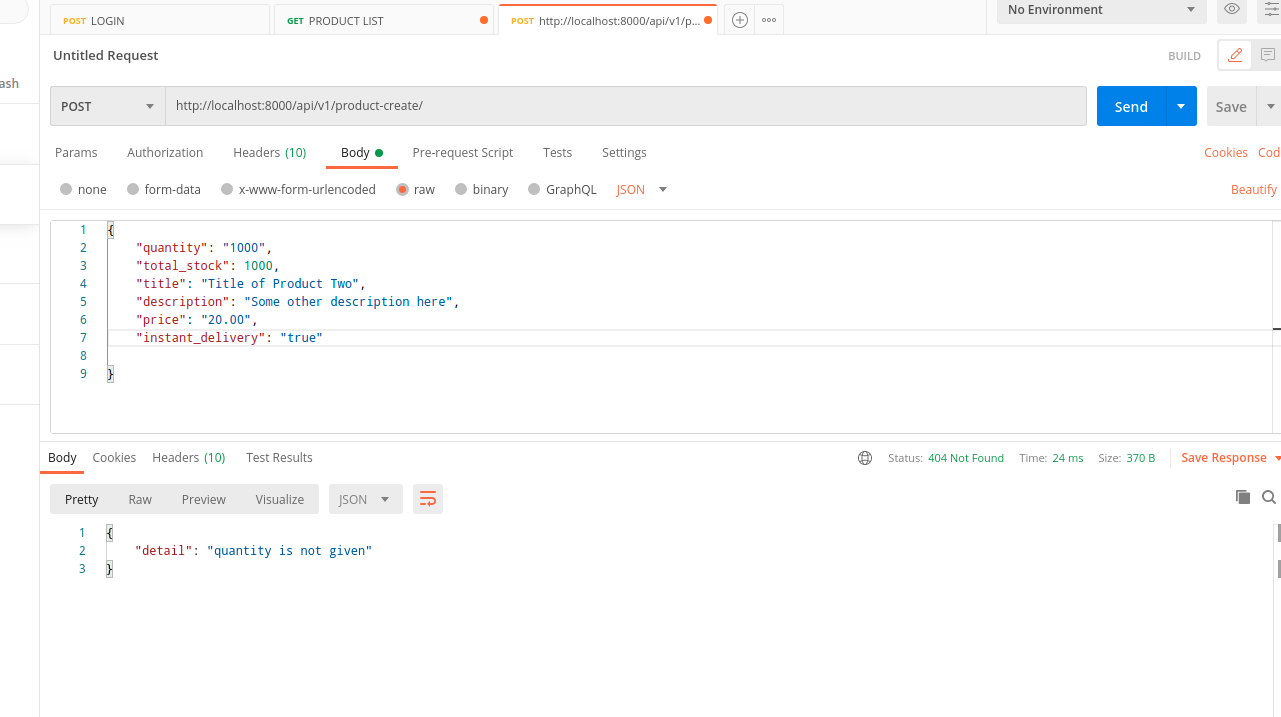 POST LOGIN
GET PRODUCT LIST
POST http://localhost:8000/api/v1/p...
No Environment
Untitled Request
BUILD
ash
POST
http://localhost:8000/api/v1/product-create/
Send
Save
Params Authorization Headers (10) Body Pre-request Script Tests Settings
Cookies Cod
none form-data x-www-form-urlencoded raw binary GraphQL JSON
Beautify
1 {
2 "quantity": "1000",
3 "total_stock": 1000,
4 "title": "Title of Product Two",
5 "description": "Some other description here",
6 "price": "20.00",
7 "instant_delivery": "true"
8
9 }
Body Cookies Headers (10) Test Results
Status: 404 Not Found Time: 24 ms Size: 370 B
Save Response
Pretty Raw Preview Visualize JSON
1 {
2 "detail": "quantity is not given"
3 }